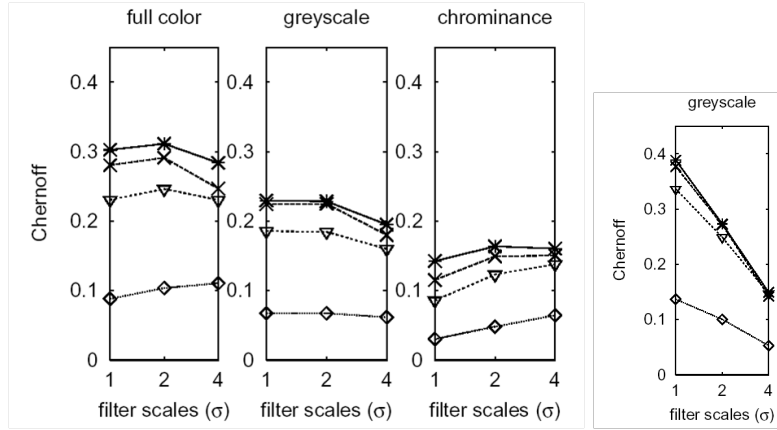 full color greyscale chrominance
0.4 0.4 0.4
0.3 0.3 0.3
0.2 0.2 0.2
0.1 0.1 0.1
0 0 0
Chernoff
1 2 4 1 2 4 1 2 4
filter scales (σ) filter scales (σ) filter scales (σ)
greyscale
0.4
0.3
0.2
0.1
0
Chernoff
1 2 4
filter scales (σ)